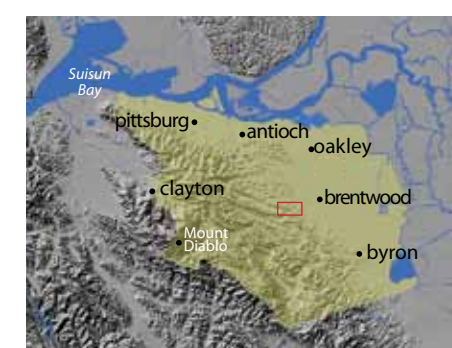 Suisun
Bay
pittsburg
antioch
oakley
clayton
brentwood
Mount
Diablo
byron